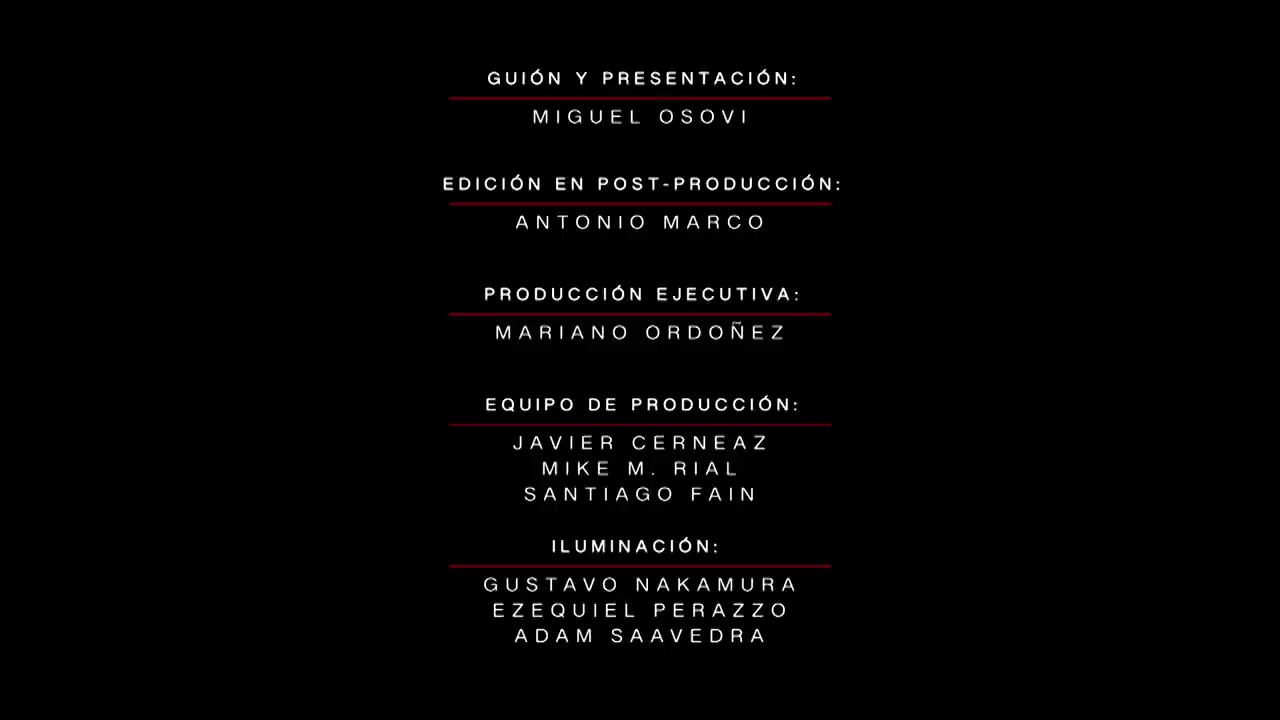 GUIÓN Y PRESENTACIÓN:
MIGUEL OSOVI
EDICIÓN EN POST-PRODUCCIÓN:
ANTONIO MARCO
PRODUCCIÓN EJECUTIVA:
MARIANO ORDOÑEZ
EQUIPO DE PRODUCCIÓN:
JAVIER CERNEAZ
MIKE M. RIAL
SANTIAGO FAIN
ILUMINACIÓN:
GUSTAVO NAKAMURA
EZEQUIEL PERAZZO
ADAM SAAVEDRA